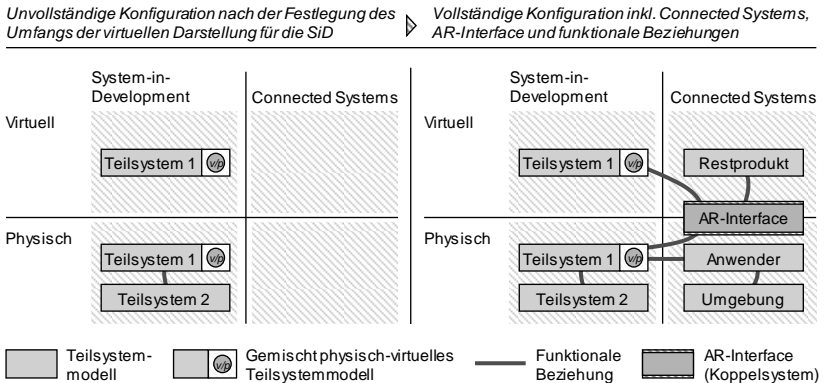 Unvollständige Konfiguration nach der Festlegung des
Umfangs der virtuellen Darstellung für die SiD
Vollständige Konfiguration inkl. Connected Systems,
AR-Interface und funktionale Beziehungen
System-in-
Development
Connected Systems
Virtuell
Teilsystem 1 v/p
Physisch
Teilsystem 1 v/p
Teilsystem 2
System-in-
Development
Connected Systems
Virtuell
Teilsystem 1 v/p
Restprodukt
AR-Interface
Physisch
Teilsystem 1 v/p
Anwender
Teilsystem 2
Umgebung
Teilsystem-
modell
v/p
Gemischt physisch-virtuelles
Teilsystemmodell
Funktionale
Beziehung
AR-Interface
(Koppelsystem)